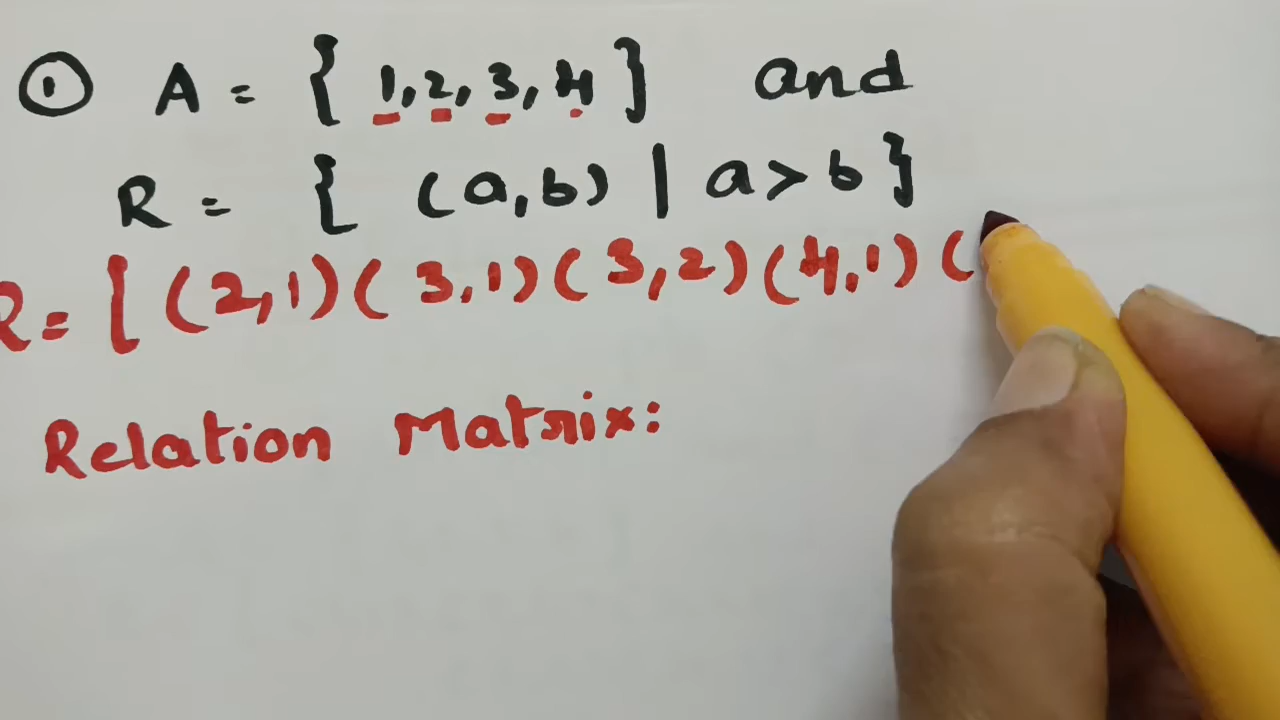 ① A = { 1, 2, 3, 4 } and
R = { (a, b) | a > b }
R = [ (2,1) ( 3,1) ( 3,2) (4,1) (
Relation Matrix: